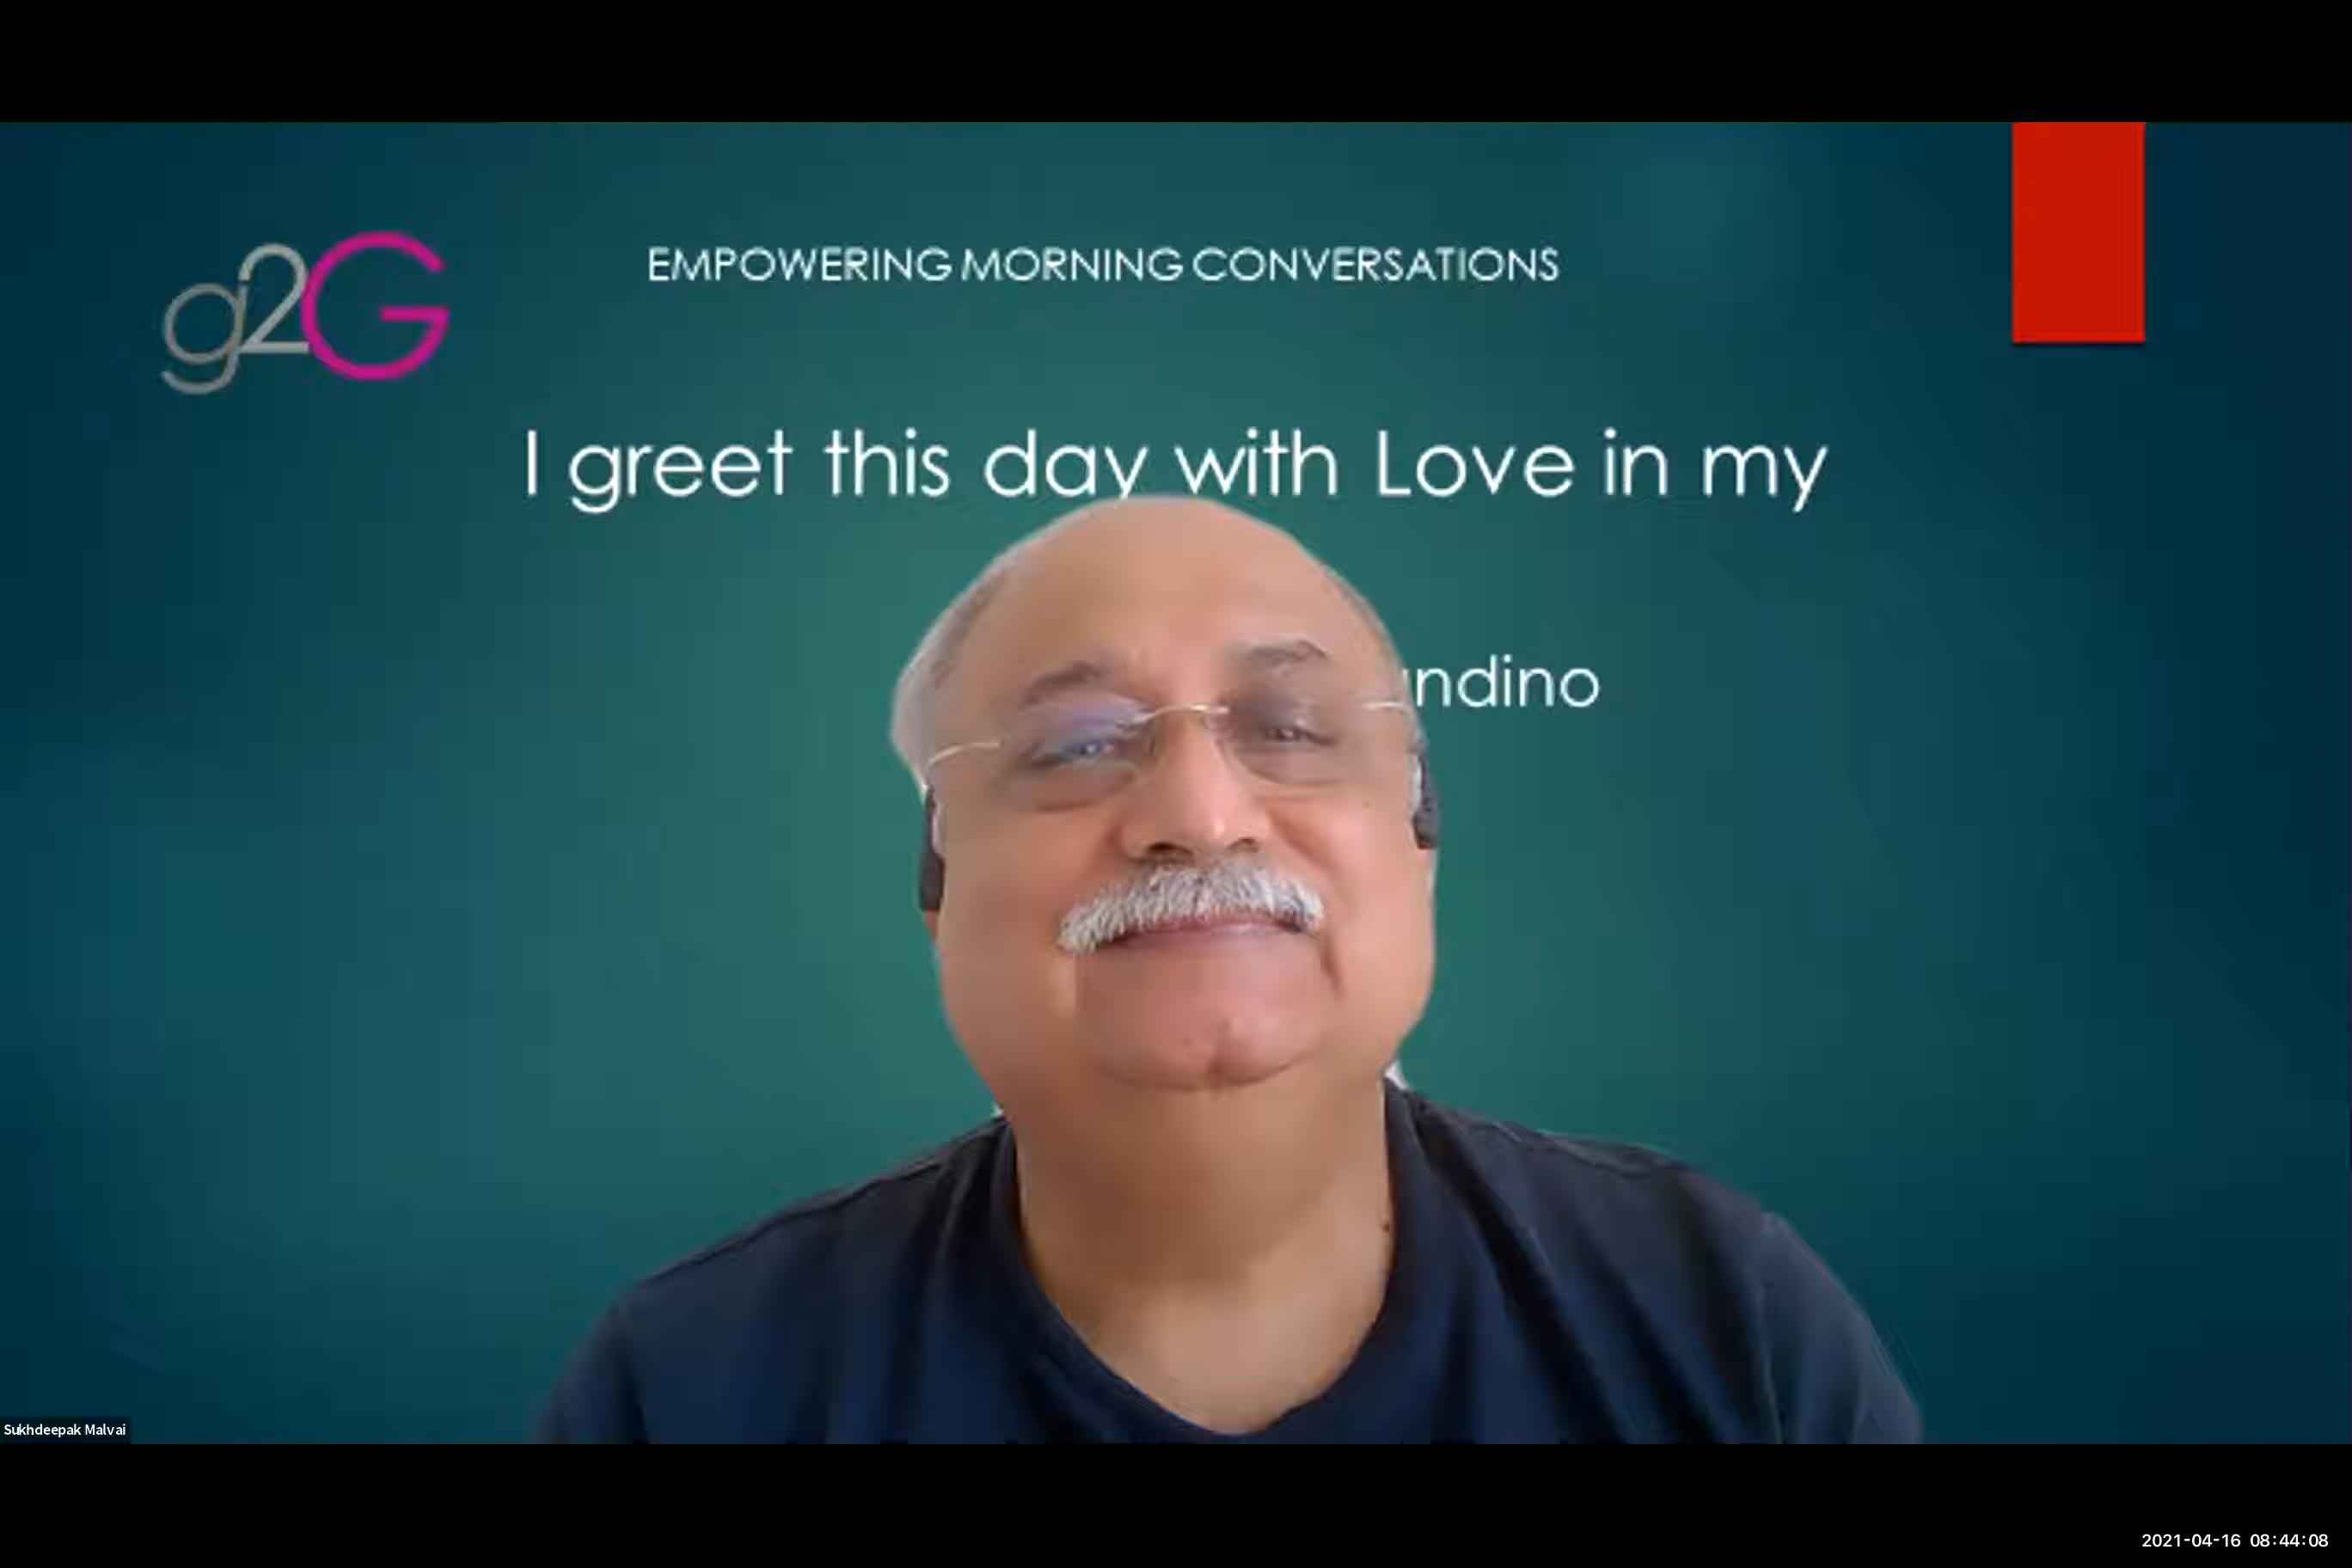 g2G
EMPOWERING MORNING CONVERSATIONS
I greet this day with Love in my
ndino
Sukhdeepak Malvai
2021-04-16 08:44:08